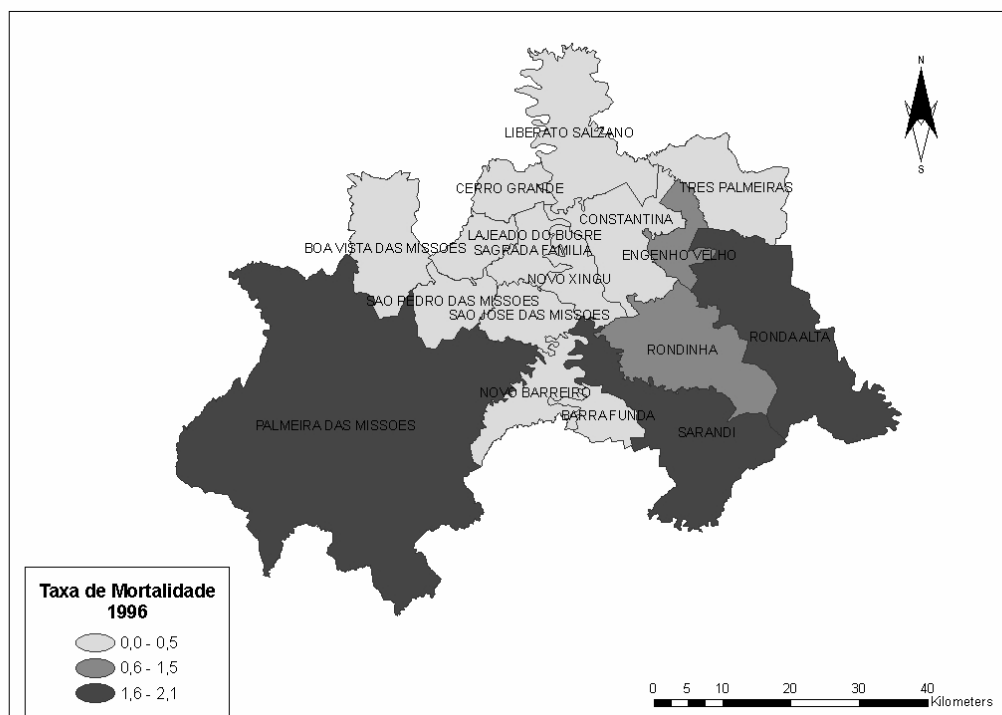 N
S
LIBERATO SALZANO
CERRO GRANDE
TRES PALMEIRAS
CONSTANTINA
LAJEADO DO BUGRE
BOA VISTA DAS MISSOES
SAGRADA FAMILIA
ENGENHO VELHO
NOVO XINGU
SAO PEDRO DAS MISSOES
SAO JOSE DAS MISSOES
RONDA ALTA
RONDINHA
NOVO BARREIRO
BARRA FUNDA
PALMEIRA DAS MISSOES
SARANDI
Taxa de Mortalidade
1996
0,0 - 0,5
0,6 - 1,5
1,6 - 2,1
0 5 10 20 30 40
Kilometers